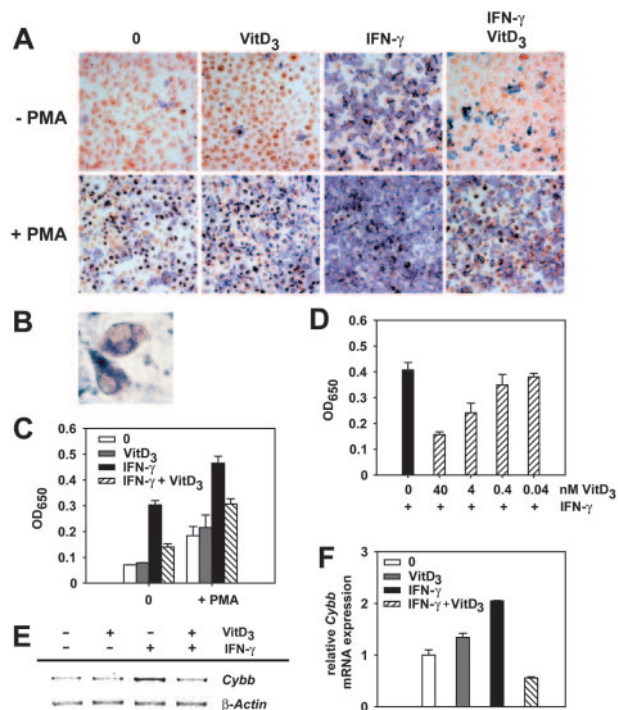 A
0
VitD3
IFN-γ
IFN-γ
VitD3
- PMA
+ PMA
B
C
0
VitD3
IFN-γ
IFN-γ + VitD3
OD650
0.6
0.5
0.4
0.3
0.2
0.1
0
0
+ PMA
D
OD650
0.5
0.4
0.3
0.2
0.1
0
0 40 4 0.4 0.04 nM VitD3
+ + + + + IFN-γ
E
- + - + VitD3
- - + + IFN-γ
Cybb
β-Actin
F
0
VitD3
IFN-γ
IFN-γ+VitD3
relative Cybb
mRNA expression
3
2
1
0